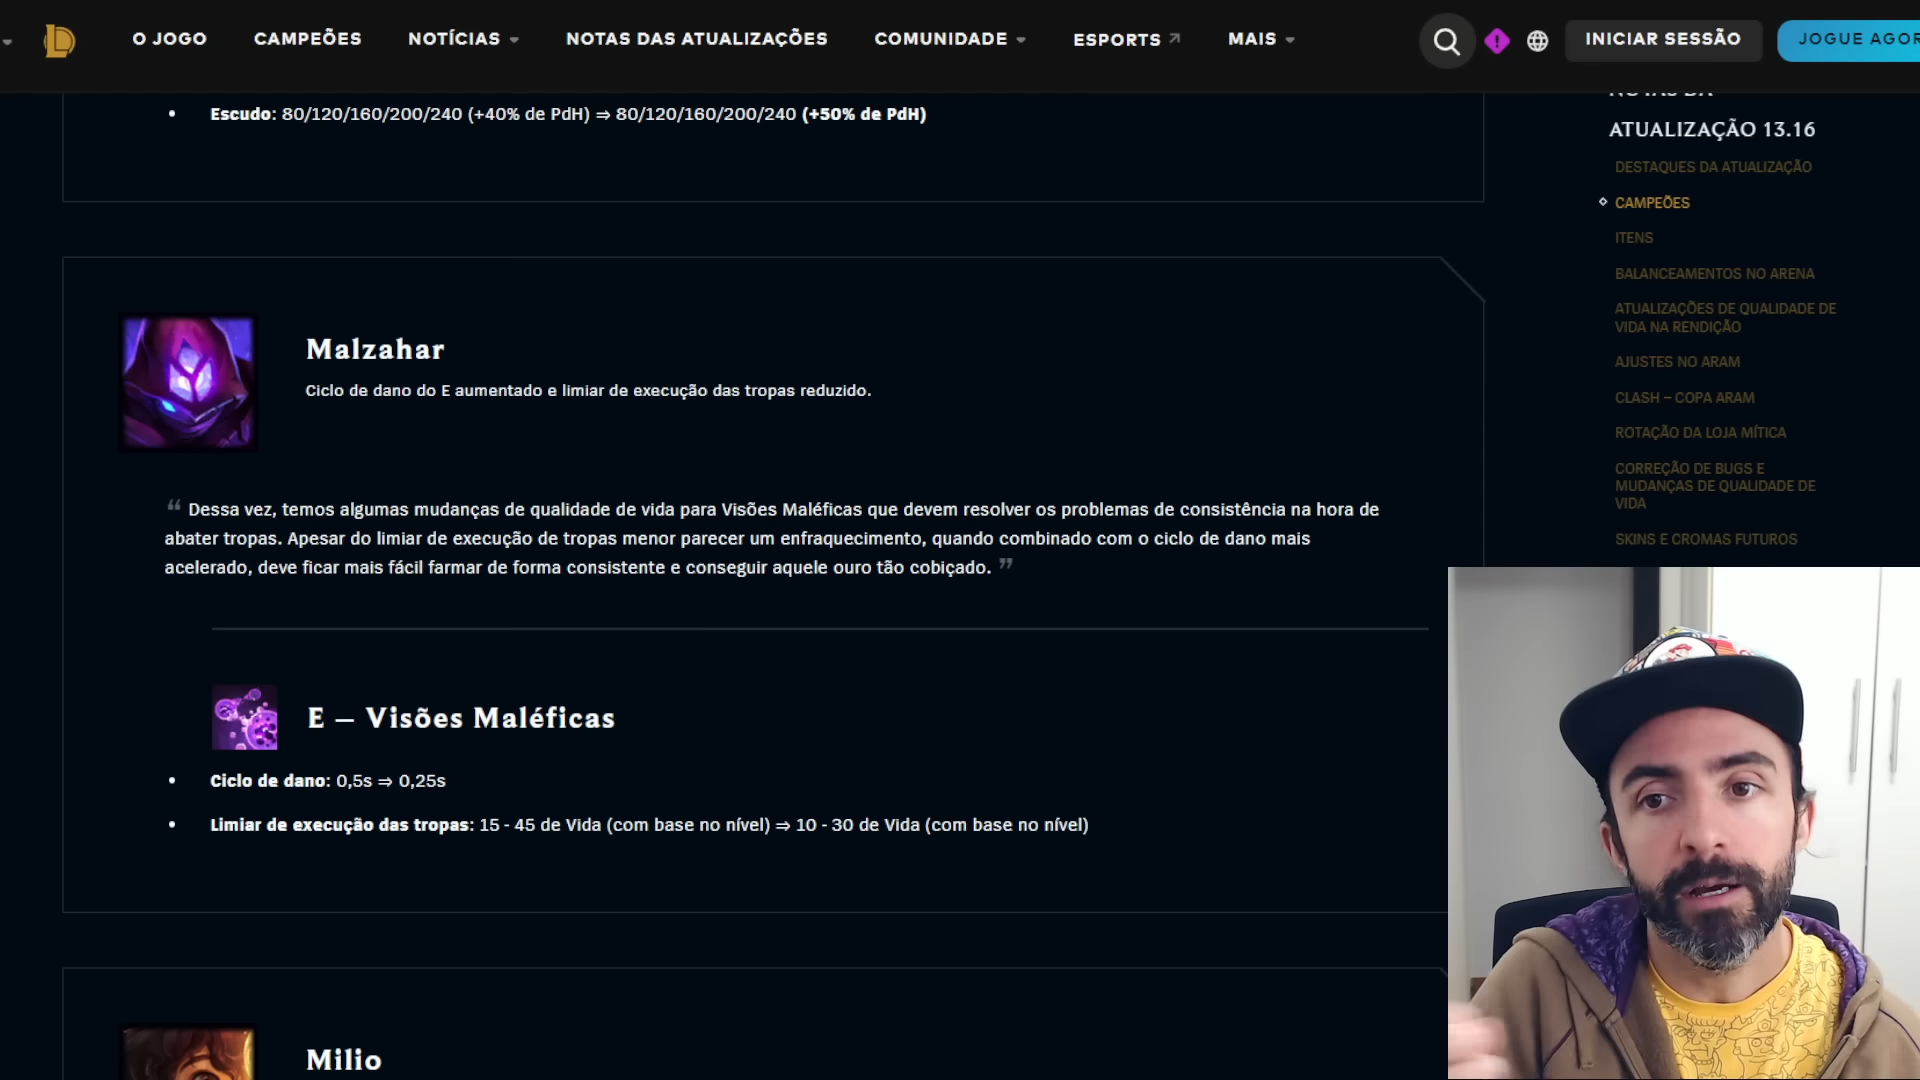 O JOGO
CAMPEÕES
NOTÍCIAS
NOTAS DAS ATUALIZAÇÕES
COMUNIDADE
ESPORTS
MAIS
INICIAR SESSÃO
JOGUE AGOR
• Escudo: 80/120/160/200/240 (+40% de PdH) ⇒ 80/120/160/200/240 (+50% de PdH)
Malzahar
Ciclo de dano do E aumentado e limiar de execução das tropas reduzido.
“ Dessa vez, temos algumas mudanças de qualidade de vida para Visões Maléficas que devem resolver os problemas de consistência na hora de
abater tropas. Apesar do limiar de execução de tropas menor parecer um enfraquecimento, quando combinado com o ciclo de dano mais
acelerado, deve ficar mais fácil farmar de forma consistente e conseguir aquele ouro tão cobiçado. ”
E – Visões Maléficas
• Ciclo de dano: 0,5s ⇒ 0,25s
• Limiar de execução das tropas: 15 - 45 de Vida (com base no nível) ⇒ 10 - 30 de Vida (com base no nível)
Milio
NOTAS DA
ATUALIZAÇÃO 13.16
DESTAQUES DA ATUALIZAÇÃO
CAMPEÕES
ITENS
BALANCEAMENTOS NO ARENA
ATUALIZAÇÕES DE QUALIDADE DE
VIDA NA RENDIÇÃO
AJUSTES NO ARAM
CLASH – COPA ARAM
ROTAÇÃO DA LOJA MÍTICA
CORREÇÃO DE BUGS E
MUDANÇAS DE QUALIDADE DE
VIDA
SKINS E CROMAS FUTUROS